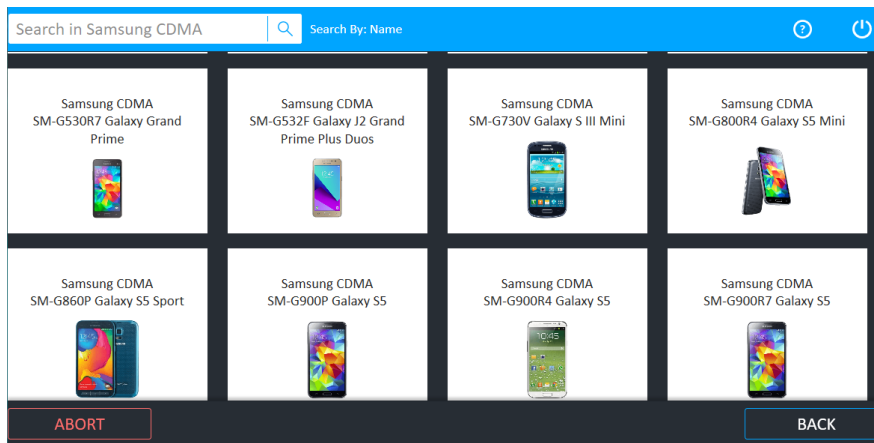 Search in Samsung CDMA
Search By: Name
Samsung CDMA
SM-G530R7 Galaxy Grand
Prime
Samsung CDMA
SM-G532F Galaxy J2 Grand
Prime Plus Duos
Samsung CDMA
SM-G730V Galaxy S III Mini
Samsung CDMA
SM-G800R4 Galaxy S5 Mini
Samsung CDMA
SM-G860P Galaxy S5 Sport
Samsung CDMA
SM-G900P Galaxy S5
Samsung CDMA
SM-G900R4 Galaxy S5
10:45
Samsung CDMA
SM-G900R7 Galaxy S5
ABORT
BACK